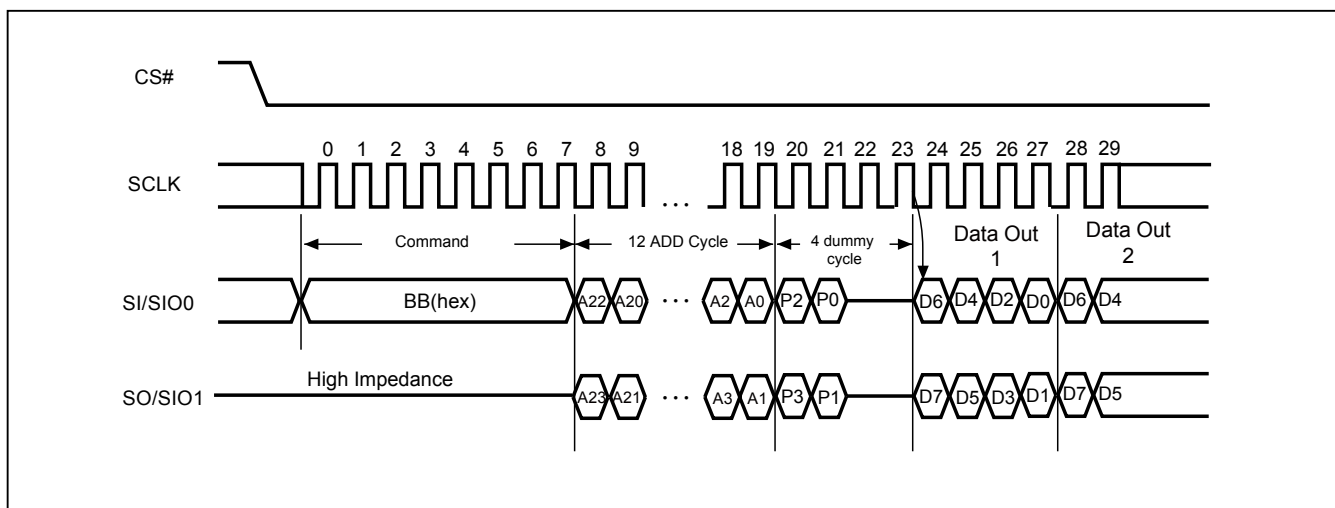 CS#
0 1 2 3 4 5 6 7 8 9 18 19 20 21 22 23 24 25 26 27 28 29
SCLK
...
Command 12 ADD Cycle 4 dummy
cycle
Data Out
1
Data Out
2
SI/SIO0 BB(hex) A22 A20 ... A2 A0 P2 P0 D6 D4 D2 D0 D6 D4
High Impedance
SO/SIO1 A23 A21 ... A3 A1 P3 P1 D7 D5 D3 D1 D7 D5